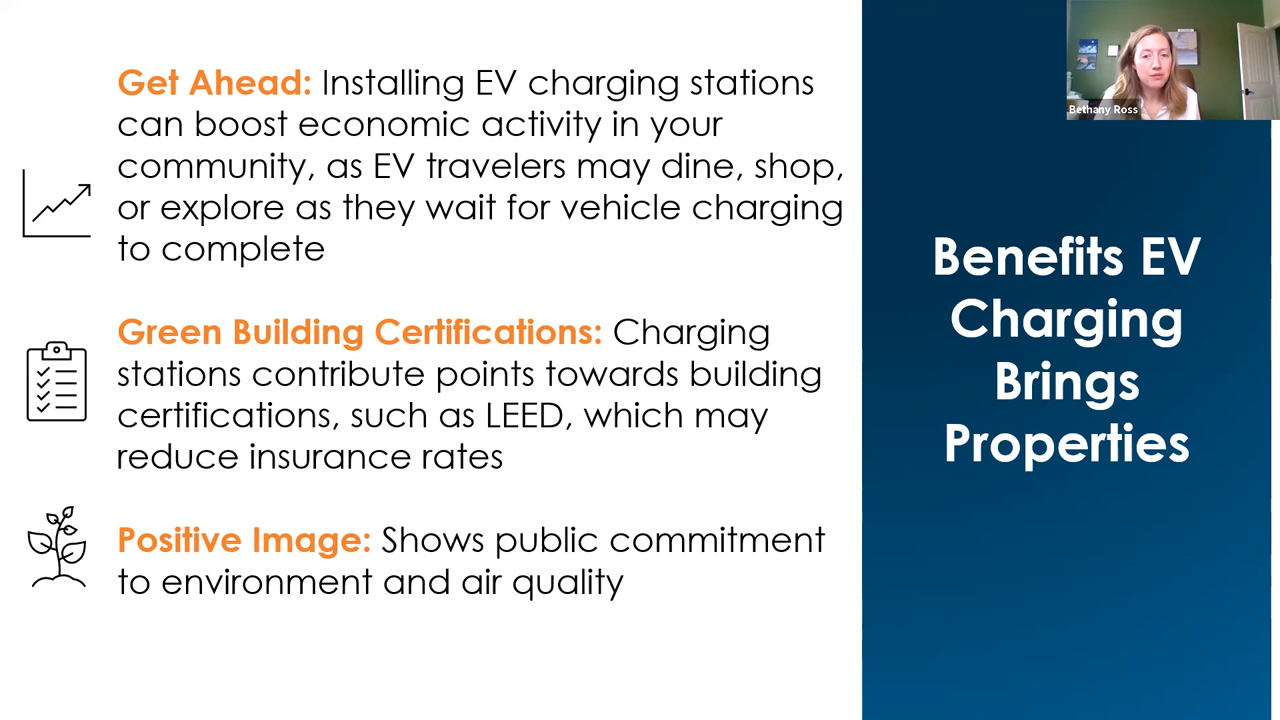 Get Ahead: Installing EV charging stations
can boost economic activity in your
community, as EV travelers may dine, shop,
or explore as they wait for vehicle charging
to complete
Green Building Certifications: Charging
stations contribute points towards building
certifications, such as LEED, which may
reduce insurance rates
Positive Image: Shows public commitment
to environment and air quality
Benefits EV
Charging
Brings
Properties
Bethany Ross